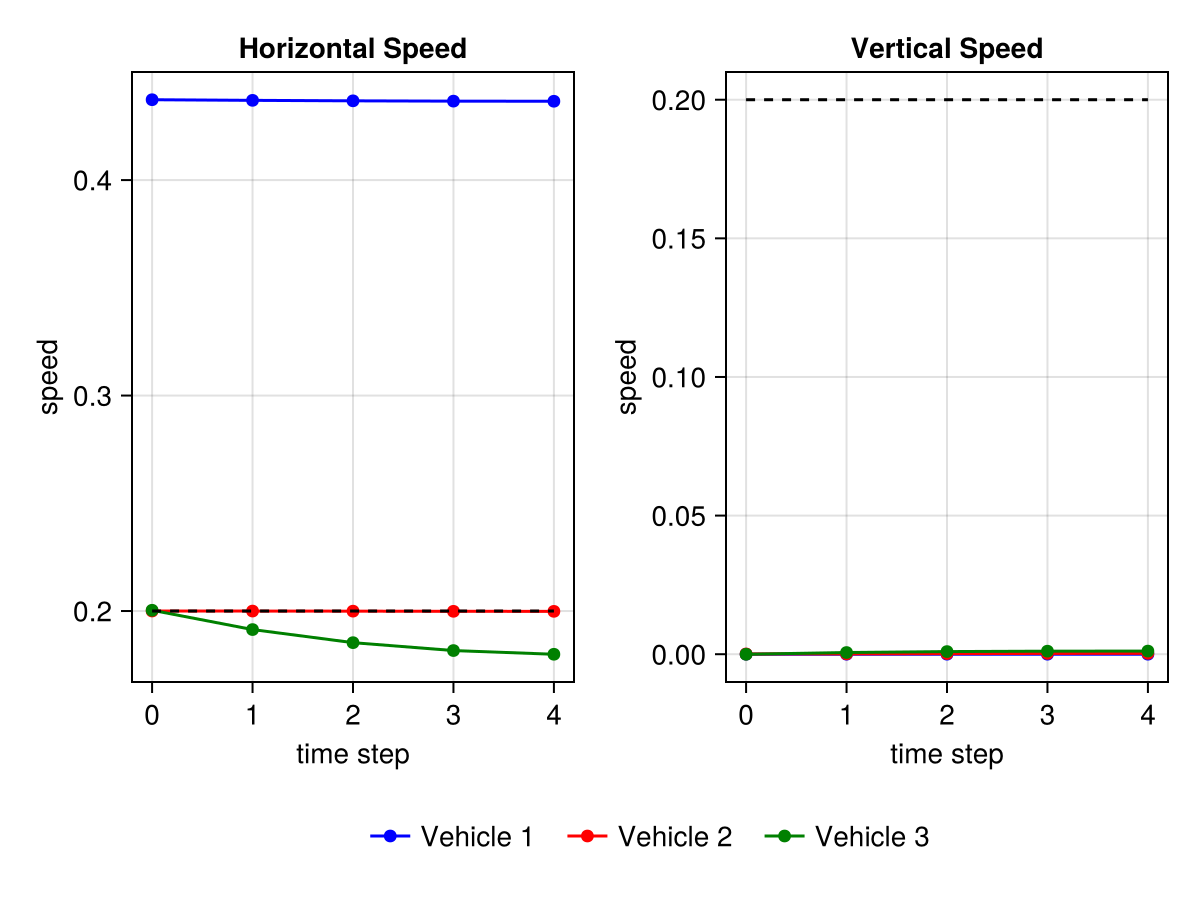 Horizontal Speed
Vertical Speed
0.4
0.3
0.2
speed
0 1 2 3 4
time step
0.20
0.15
0.10
0.05
0.00
speed
0 1 2 3 4
time step
Vehicle 1 Vehicle 2 Vehicle 3